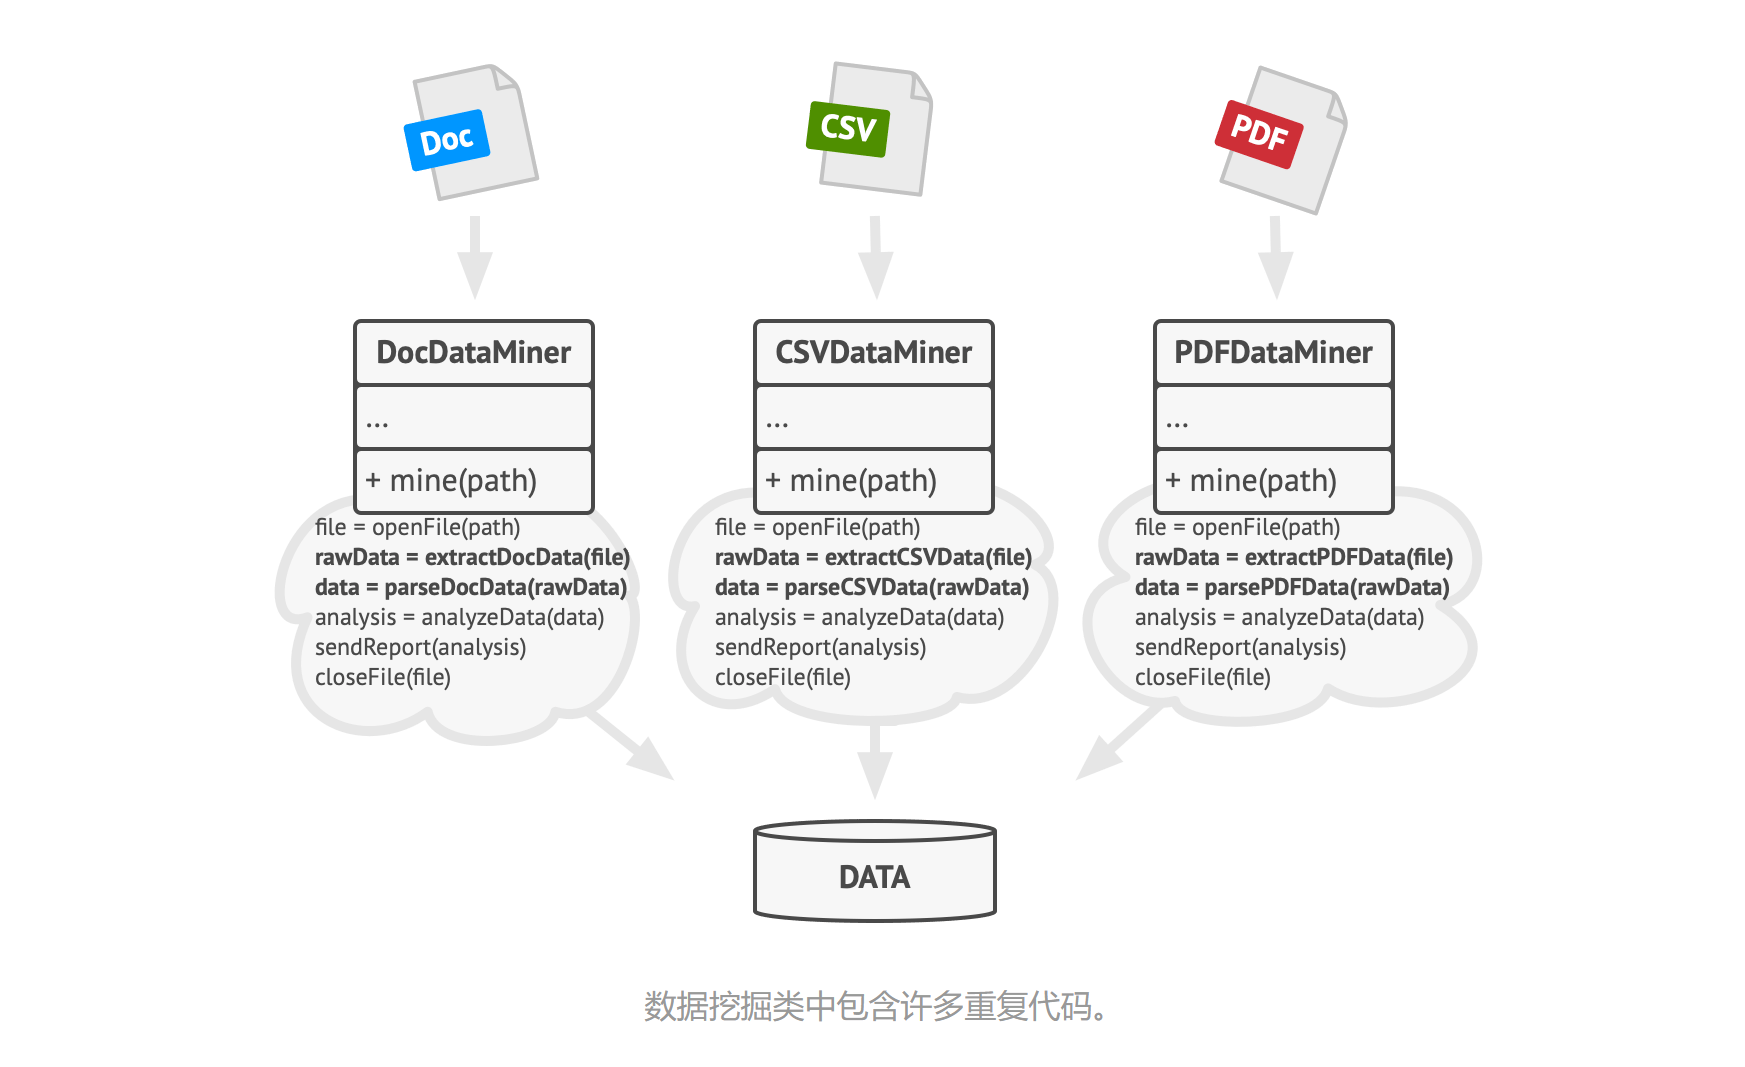 Doc
CSV
PDF
DocDataMiner
...
+ mine(path)
file = openFile(path)
rawData = extractDocData(file)
data = parseDocData(rawData)
analysis = analyzeData(data)
sendReport(analysis)
closeFile(file)
CSVDataMiner
...
+ mine(path)
file = openFile(path)
rawData = extractCSVData(file)
data = parseCSVData(rawData)
analysis = analyzeData(data)
sendReport(analysis)
closeFile(file)
PDFDataMiner
...
+ mine(path)
file = openFile(path)
rawData = extractPDFData(file)
data = parsePDFData(rawData)
analysis = analyzeData(data)
sendReport(analysis)
closeFile(file)
DATA
数据挖掘类中包含许多重复代码。